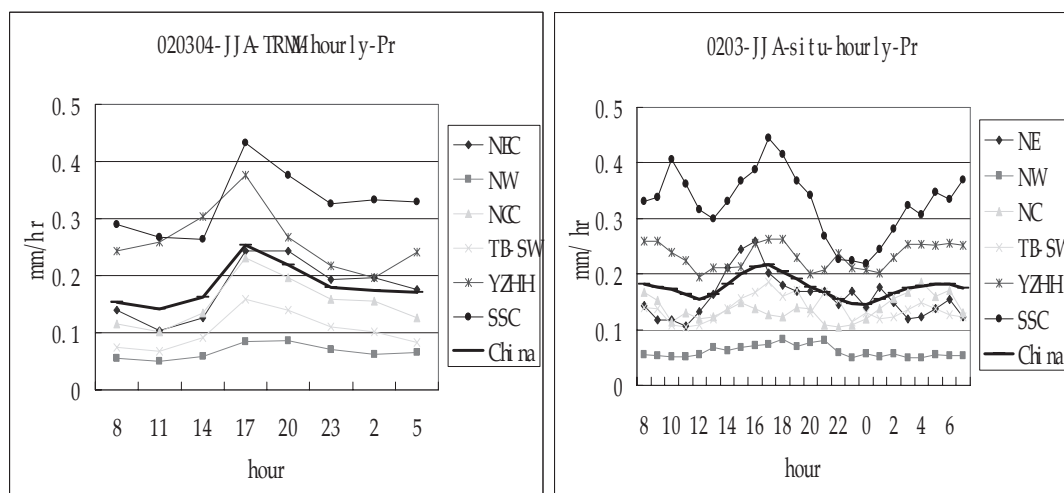 020304-JJA-TRMM-hourly-Pr
mm/hr
0.5
0.4
0.3
0.2
0.1
0
8 11 14 17 20 23 2 5
hour
NEC
NW
NCC
TB-SW
YZHH
SSC
China
0203-JJA-situ-hourly-Pr
mm/hr
0.5
0.4
0.3
0.2
0.1
0
8 10 12 14 16 18 20 22 0 2 4 6
hour
NE
NW
NC
TB-SW
YZHH
SSC
China